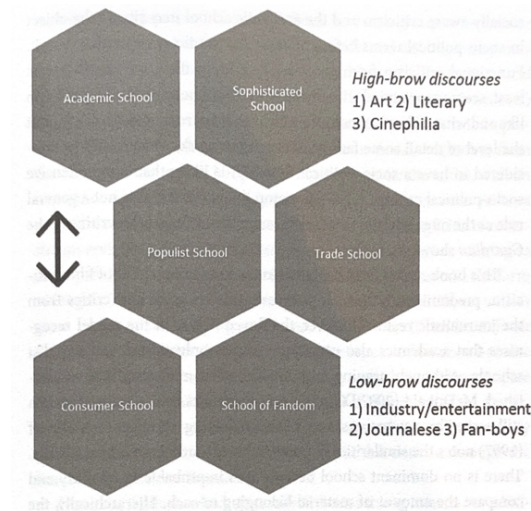 Academic School
Sophisticated
School
High-brow discourses
1) Art 2) Literary
3) Cinephilia
Populist School
Trade School
Consumer School
School of Fandom
Low-brow discourses
1) Industry/entertainment
2) Journalese 3) Fan-boys